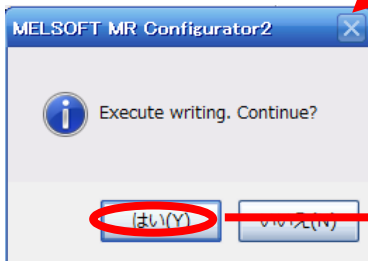 MELSOFT MR Configurator2
Execute writing. Continue?
はい(Y)
いいえ(N)